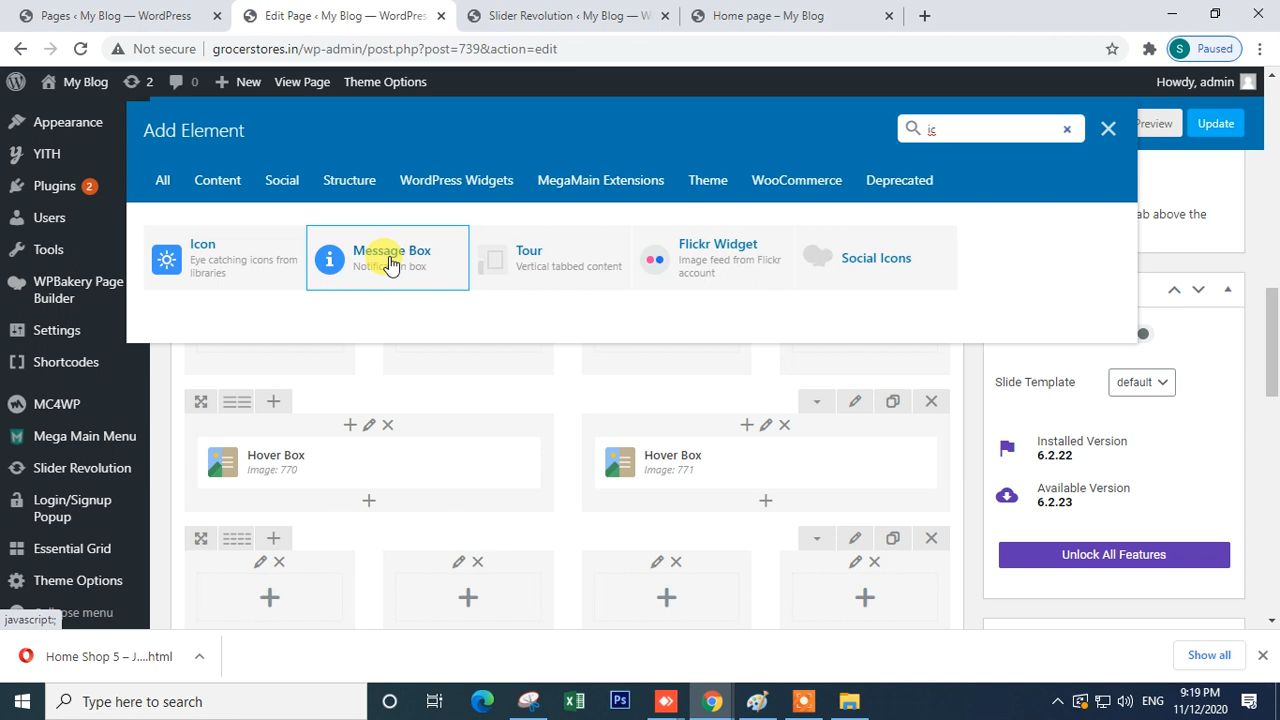 Pages ‹ My Blog — WordPress
Edit Page ‹ My Blog — WordPres
Slider Revolution ‹ My Blog — W
Home page – My Blog
Not secure
grocerstores.in/wp-admin/post.php?post=739&action=edit
S
Paused
My Blog
2
0
New
View Page
Theme Options
Howdy, admin
Appearance
YITH
Plugins 2
Users
Tools
WPBakery Page
Builder
Settings
Shortcodes
MC4WP
Mega Main Menu
Slider Revolution
Login/Signup
Popup
Essential Grid
Theme Options
Collapse menu
javascript:;
Add Element
ic
Preview
Update
All
Content
Social
Structure
WordPress Widgets
MegaMain Extensions
Theme
WooCommerce
Deprecated
Icon
Eye catching icons from
libraries
Message Box
Notification box
Tour
Vertical tabbed content
Flickr Widget
Image feed from Flickr
account
Social Icons
ab above the
Hover Box
Image: 770
Hover Box
Image: 771
Slide Template
default
Installed Version
6.2.22
Available Version
6.2.23
Unlock All Features
Home Shop 5 – J....html
Show all
Type here to search
ENG
9:19 PM
11/12/2020